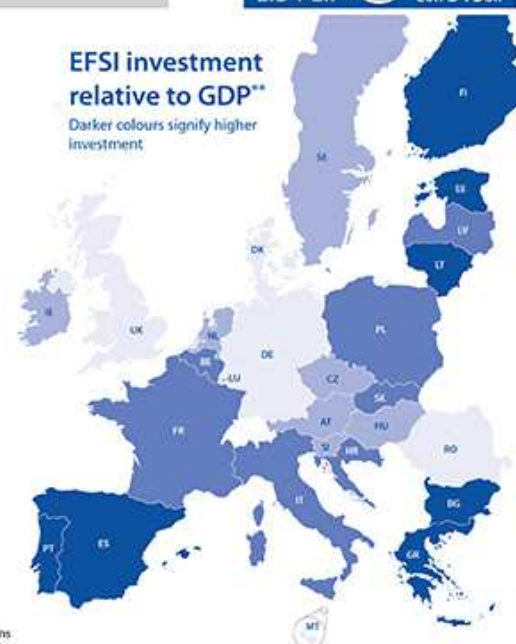 EFSI investment
relative to GDP**
Darker colours signify higher
investment
FI
SE
EE
LV
DK
LT
IE
UK
NL
PL
DE
BE
LU
CZ
SK
FR
AT
HU
SI
HR
RO
IT
BG
PT
ES
GR
MT
ns